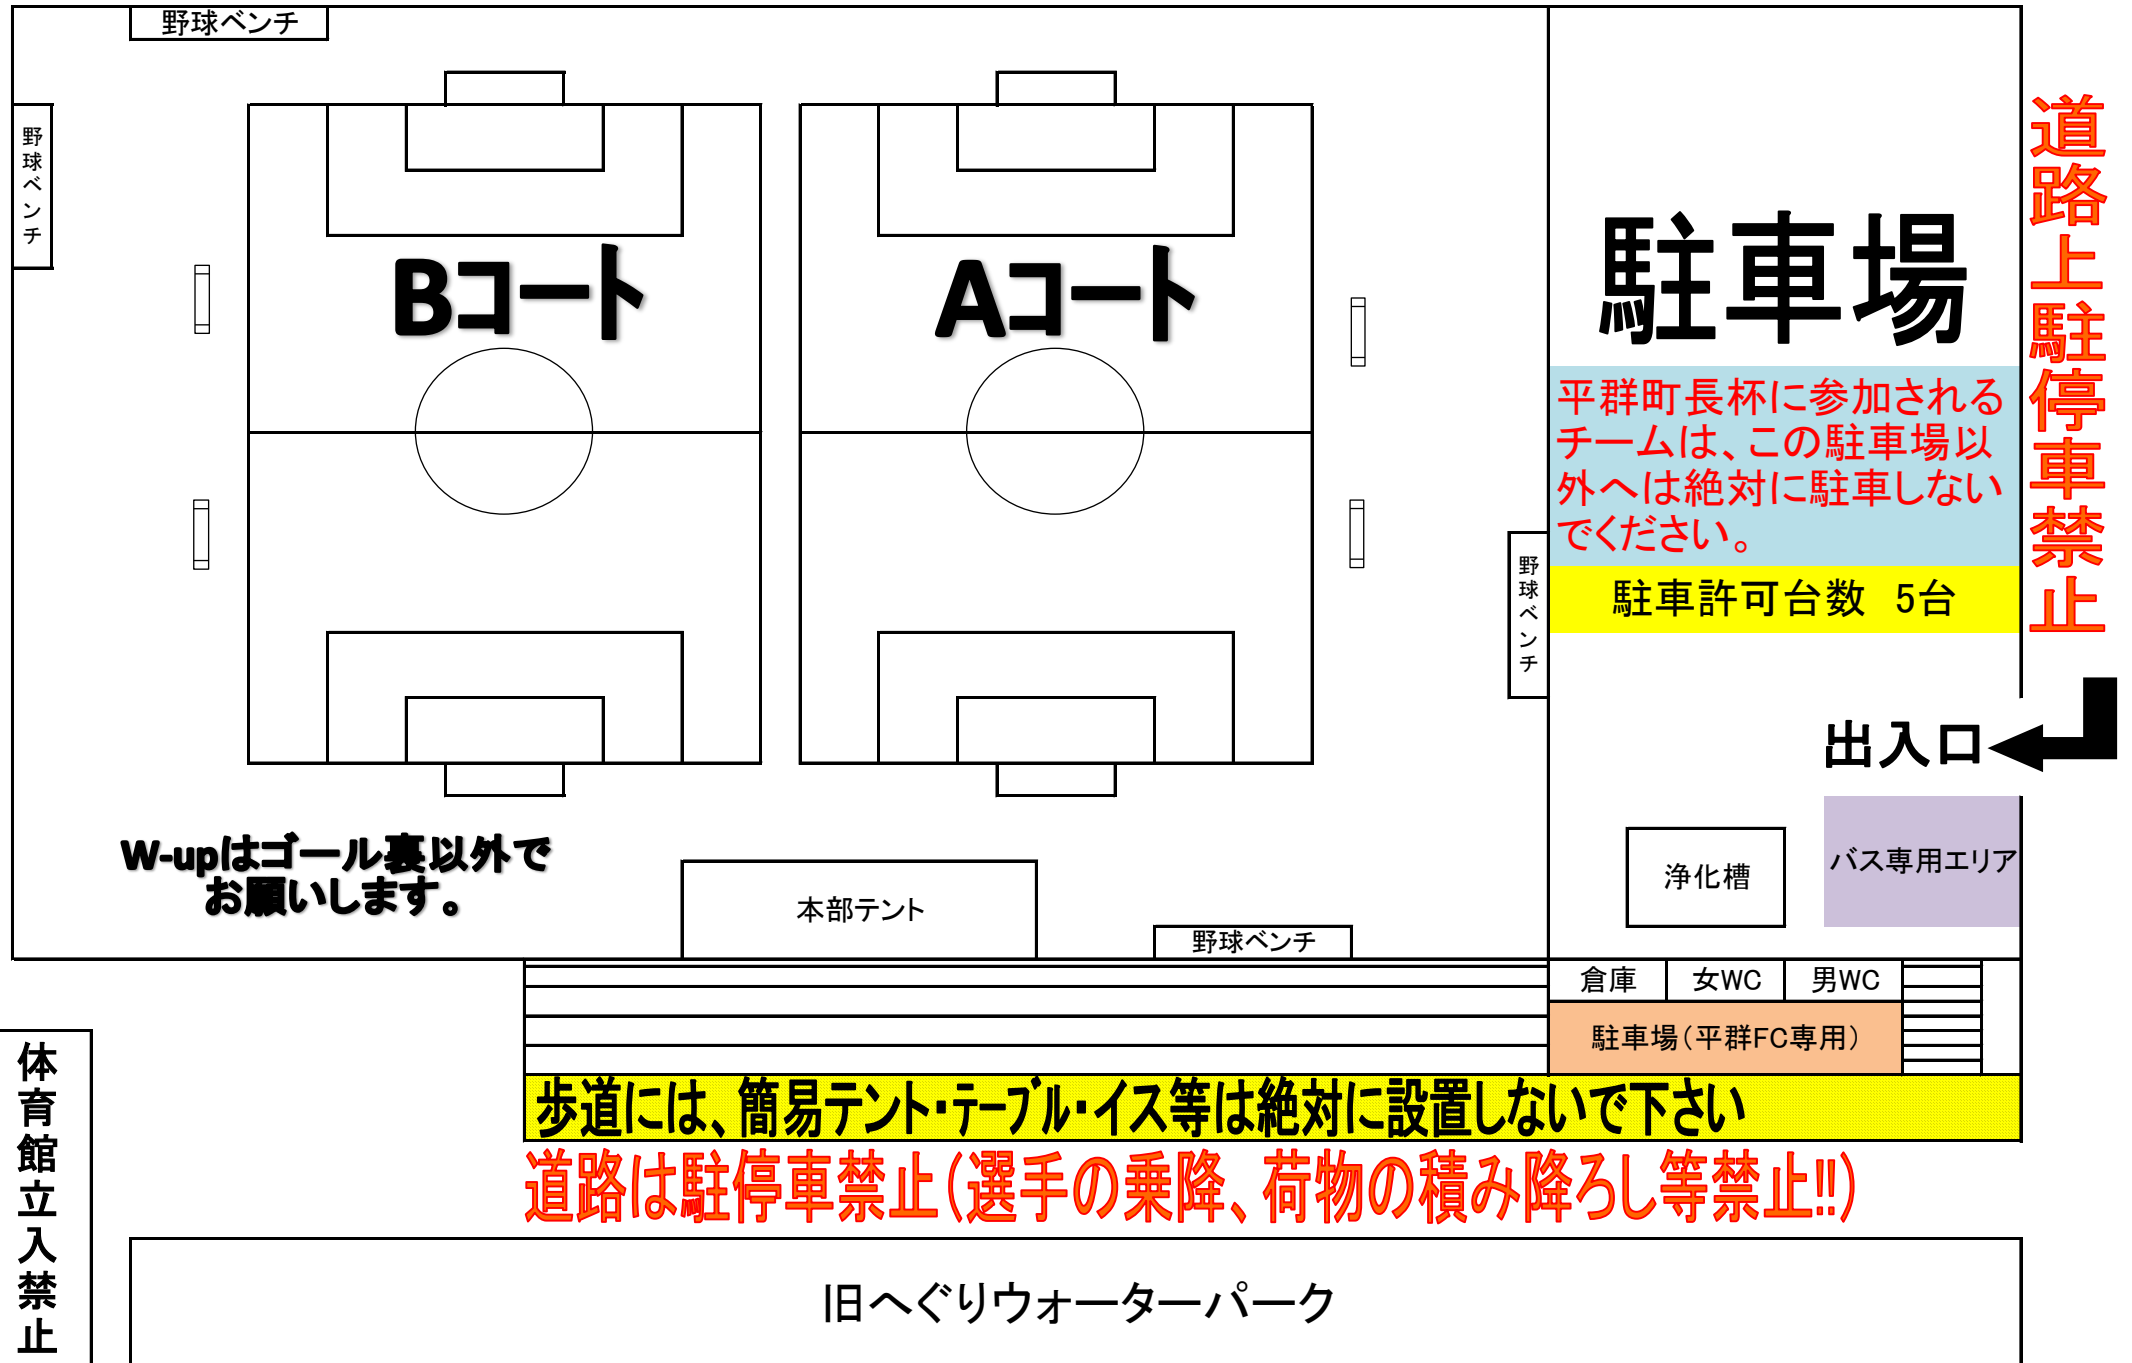 野球ベンチ
野球ベンチ
Bコート
Aコート
駐車場
平群町長杯に参加される
チームは、この駐車場以
外へは絶対に駐車しない
でください。
駐車許可台数　5台
道路上駐停車禁止
野球ベンチ
出入口
W-upはゴール裏以外で
お願いします。
本部テント
野球ベンチ
浄化槽
バス専用エリア
倉庫
女WC
男WC
駐車場(平群FC専用)
歩道には、簡易テント・テーブル・イス等は絶対に設置しないで下さい
道路は駐停車禁止(選手の乗降、荷物の積み降ろし等禁止!!)
体育館立入禁止
旧へぐりウォーターパーク